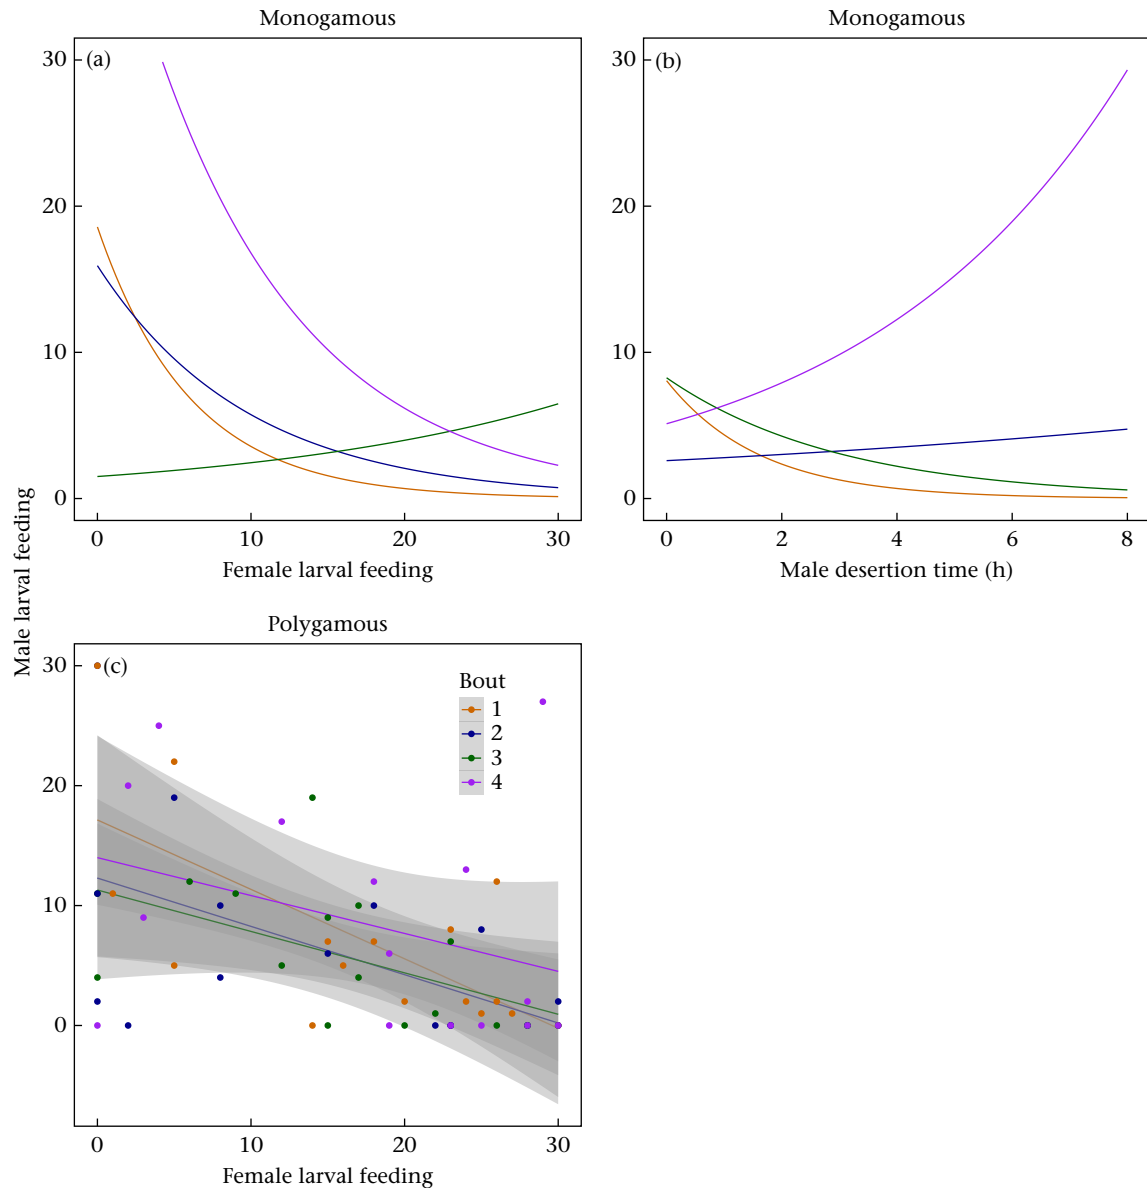 Monogamous
(a)
30
20
10
0
0 10 20 30
Female larval feeding
Monogamous
(b)
30
20
10
0
0 2 4 6 8
Male desertion time (h)
Male larval feeding
Polygamous
(c)
30
20
10
0
0 10 20 30
Female larval feeding
Bout
1
2
3
4